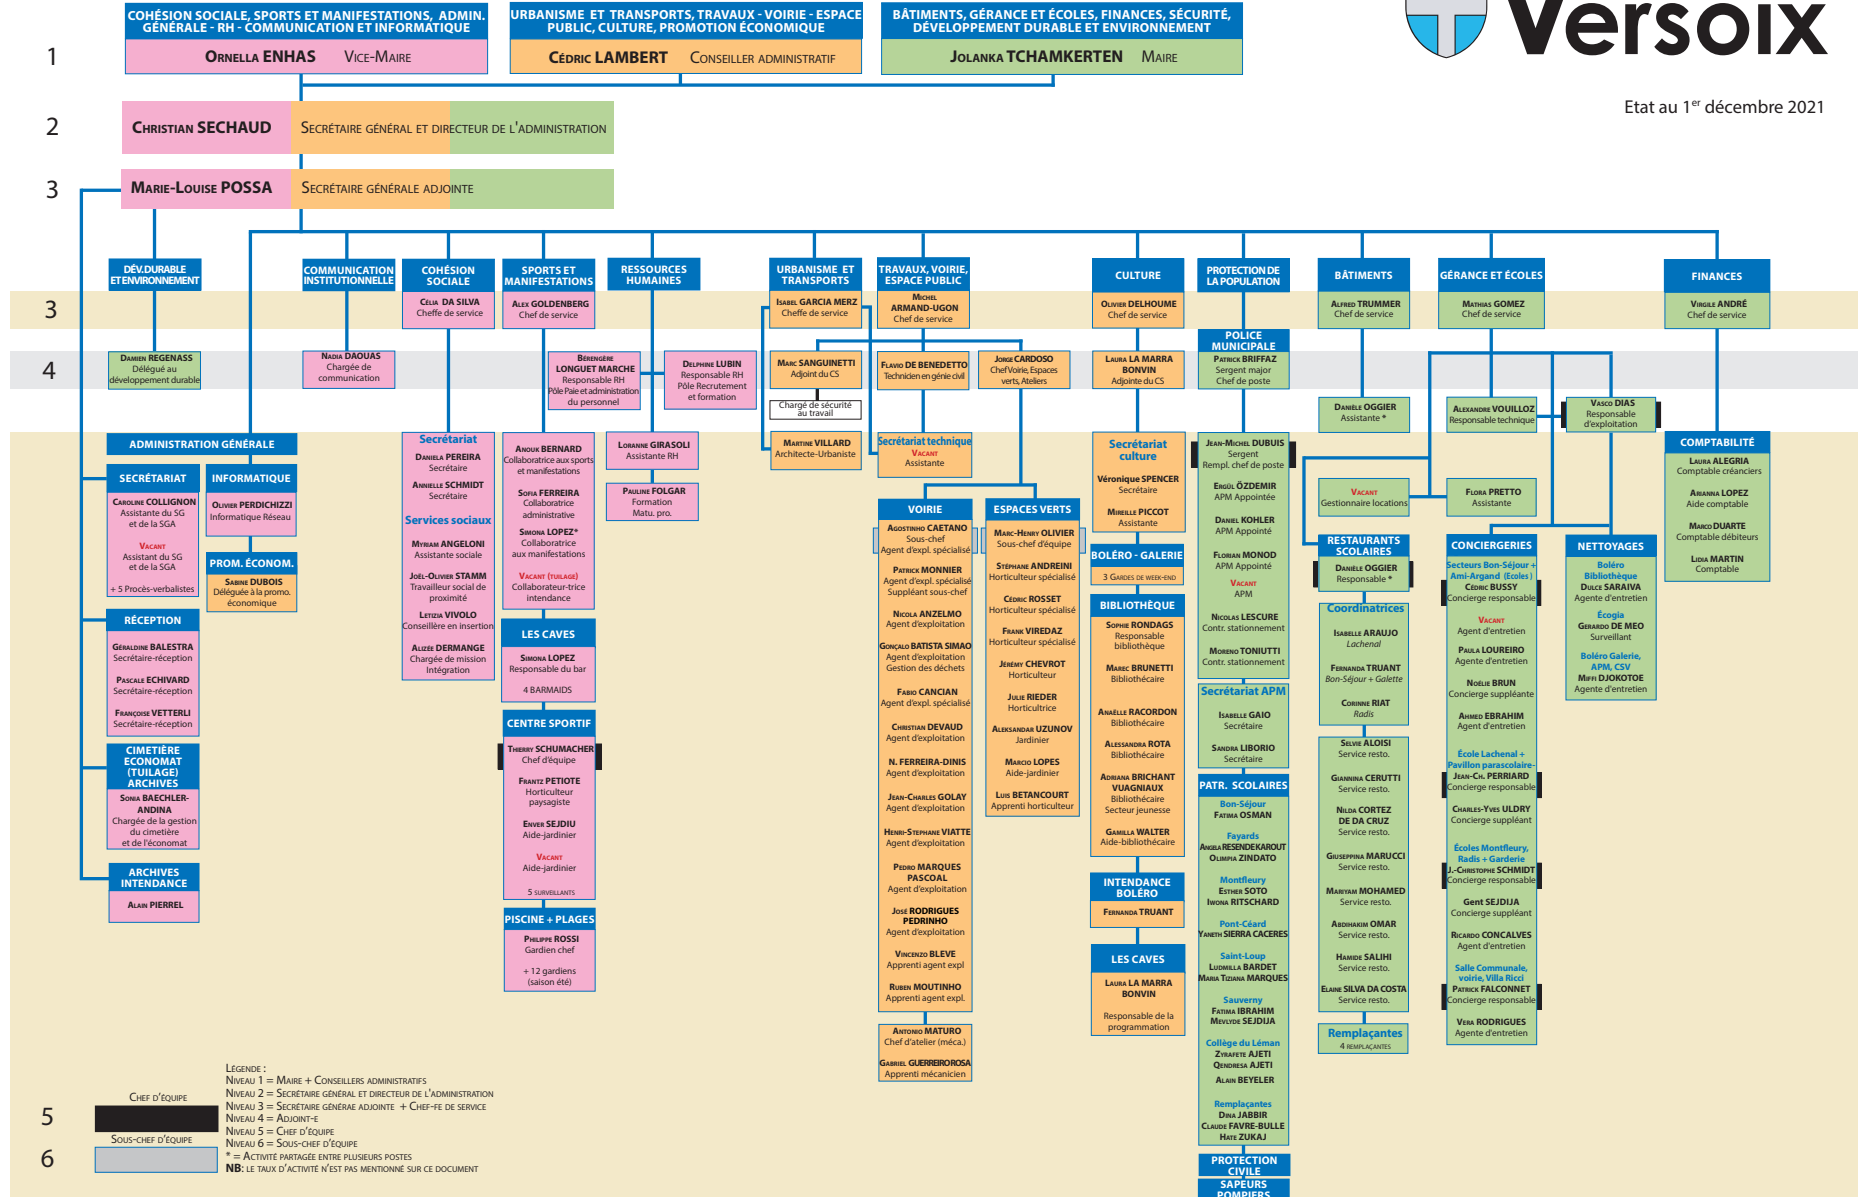 COHÉSION SOCIALE, SPORTS ET MANIFESTATIONS, ADMIN.
GÉNÉRALE - RH - COMMUNICATION ET INFORMATIQUE
ORNELLA ENHAS VICE-MAIRE
URBANISME ET TRANSPORTS, TRAVAUX - VOIRIE - ESPACE
PUBLIC, CULTURE, PROMOTION ÉCONOMIQUE
CÉDRIC LAMBERT CONSEILLER ADMINISTRATIF
BÂTIMENTS, GÉRANCE ET ÉCOLES, FINANCES, SÉCURITÉ,
DÉVELOPPEMENT DURABLE ET ENVIRONNEMENT
JOLANKA TCHAMKERTEN MAIRE
Versoix
Etat au 1er décembre 2021
1
2
CHRISTIAN SECHAUD SECRÉTAIRE GÉNÉRAL ET DIRECTEUR DE L'ADMINISTRATION
3
MARIE-LOUISE POSSA SECRÉTAIRE GÉNÉRALE ADJOINTE
3
4
DÉV.DURABLE
ET ENVIRONNEMENT
DAMIEN REGENASS
Délégué au
développement durable
COMMUNICATION
INSTITUTIONNELLE
NADIA DAOUAS
Chargée de
communication
ADMINISTRATION GÉNÉRALE
SECRÉTARIAT
CAROLINE COLLIGNON
Assistante du SG
et de la SGA
VACANT
Assistant du SG
et de la SGA
+ 5 Procès-verbalistes
INFORMATIQUE
OLIVIER PERDICHIZZI
Informatique Réseau
PROM. ÉCONOM.
SABINE DUBOIS
Déléguée à la promo.
économique
RÉCEPTION
GÉRALDINE BALESTRA
Secrétaire-réception
PASCALE ECHIVARD
Secrétaire-réception
FRANÇOISE VETTERLI
Secrétaire-réception
CIMETIÈRE
ECONOMAT
(TUILAGE)
ARCHIVES
SONIA BAECHLER-
ANDINA
Chargée de la gestion
du cimetière
et de l'économat
ARCHIVES
INTENDANCE
ALAIN PIERREL
COHÉSION
SOCIALE
CÉLIA DA SILVA
Cheffe de service
Secrétariat
DANIELA PEREIRA
Secrétaire
ANNIELLE SCHMIDT
Secrétaire
Services sociaux
MYRIAM ANGELONI
Assistante sociale
JOËL-OLIVIER STAMM
Travailleur social de
proximité
LETIZIA VIVOLO
Conseillère en insertion
ALIZÉE DERMANGE
Chargée de mission
Intégration
SPORTS ET
MANIFESTATIONS
ALEX GOLDENBERG
Chef de service
ANOUK BERNARD
Collaboratrice aux sports
et manifestations
SOFIA FERREIRA
Collaboratrice
administrative
SIMONA LOPEZ*
Collaboratrice
aux manifestations
VACANT (TUILAGE)
Collaborateur-trice
intendance
LES CAVES
SIMONA LOPEZ
Responsable du bar
4 BARMAIDS
CENTRE SPORTIF
THIERRY SCHUMACHER
Chef d'équipe
FRANTZ PETIOTE
Horticulteur
paysagiste
ENVER SEJDIU
Aide-jardinier
VACANT
Aide-jardinier
5 SURVEILLANTS
PISCINE + PLAGES
PHILIPPE ROSSI
Gardien chef
+ 12 gardiens
(saison été)
RESSOURCES
HUMAINES
BÉRENGÈRE
LONGUET MARCHE
Responsable RH
Pôle Paie et administration
du personnel
DELPHINE LUBIN
Responsable RH
Pôle Recrutement
et formation
LORANNE GIRASOLI
Assistante RH
PAULINE FOLGAR
Formation
Matu. pro.
URBANISME ET
TRANSPORTS
ISABEL GARCIA MERZ
Cheffe de service
MARC SANGUINETTI
Adjoint du CS
Chargé de sécurité
au travail
MARTINE VILLARD
Architecte-Urbaniste
TRAVAUX, VOIRIE,
ESPACE PUBLIC
MICHEL
ARMAND-UGON
Chef de service
FLAVIO DE BENEDETTO
Techniden en génie civil
JORGE CARDOSO
Chef Voirie, Espaces
verts, Ateliers
Secrétariat technique
VACANT
Assistante
VOIRIE
AGOSTINHO CAETANO
Sous-chef
Agent d'expl. spécialisé
PATRICK MONNIER
Agent d'expl. spécialisé
Suppléant sous-chef
NICOLA ANZELMO
Agent d'exploitation
GONÇALO BATISTA SIMAO
Agent d'exploitation
Gestion des déchets
FABIO CANCIAN
Agent d'expl. spécialisé
CHRISTIAN DEVAUD
Agent d'exploitation
N. FERREIRA-DINIS
Agent d'exploitation
JEAN-CHARLES GOLAY
Agent d'exploitation
HENRI-STEPHANE VIATTE
Agent d'exploitation
PEDRO MARQUES
PASCOAL
Agent d'exploitation
JOSÉ RODRIGUES
PEDRINHO
Agent d'exploitation
VINCENZO BLEVE
Apprenti agent expl
RUBEN MOUTINHO
Apprenti agent expl.
ANTONIO MATURO
Chef d'atelier (méca.)
GABRIEL GUERREIRO ROSA
Apprenti mécanicien
ESPACES VERTS
MARC-HENRY OLIVIER
Sous-chef d'équipe
STÉPHANE ANDREINI
Horticulteur spécialisé
CÉDRIC ROSSET
Horticulteur spécialisé
FRANK VIREDAZ
Horticulteur spécialisé
JERÉMY CHEVROT
Horticulteur
JULIE RIEDER
Horticultrice
ALEKSANDAR UZUNOV
Jardinier
MARCIO LOPES
Aide-jardinier
LUIS BETANCOURT
Apprenti horticulteur
CULTURE
OLIVIER DELHOUME
Chef de service
LAURA LA MARRA
BONVIN
Adjointe du CS
Secrétariat
culture
Véronique SPENCER
Secrétaire
MIREILLE PICCOT
Assistante
BOLÉRO - GALERIE
3 GARDES DE WEEK-END
BIBLIOTHÈQUE
SOPHIE RONDAGS
Responsable
bibliothèque
MAREC BRUNETTI
Bibliothécaire
ANAËLLE RACORDON
Bibliothécaire
ALESSANDRA ROTA
Bibliothécaire
ADRIANA BRICHANT
VUAGNIAUX
Bibliothécaire
Secteur jeunesse
GAMILLA WALTER
Aide-bibliothécaire
INTENDANCE
BOLÉRO
FERNANDA TRUANT
LES CAVES
LAURA LA MARRA
BONVIN
Responsable de la
programmation
PROTECTION DE
LA POPULATION
POLICE
MUNICIPALE
PATRICK BRIFFAZ
Sergent major
Chef de poste
JEAN-MICHEL DUBUIS
Sergent
Rempl. chef de poste
ERGÜL ÖZDEMIR
APM Appointée
DANIEL KOHLER
APM Appointé
FLORIAN MONOD
APM Appointé
VACANT
APM
NICOLAS LESCURE
Contr. stationnement
MORENO TONIUTTI
Contr. stationnement
Secrétariat APM
ISABELLE GAIO
Secrétaire
SANDRA LIBORIO
Secrétaire
PATR. SCOLAIRES
Bon-Séjour
FATIMA OSMAN
Fayards
ANGELA RESENDE KAROUT
OLIMPIA ZINDATO
Montfleury
ESTHER SOTO
IWONA RITSCHARD
Pont-Céard
YANETH SIERRA CACERES
Saint-Loup
LUDMILLA BARDET
MARIA TIZIANA MARQUES
Sauverny
FATIMA IBRAHIM
MEVLYDE SEJDIJA
Collège du Léman
ZYRAFETE AJETI
QENDRESA AJETI
ALAIN BEYELER
Remplaçantes
DINA JABBIR
CLAUDE FAVRE-BULLE
HATE ZUKAJ
PROTECTION
CIVILE
SAPEURS
POMPIERS
BÂTIMENTS
ALFRED TRUMMER
Chef de service
DANIÈLE OGGIER
Assistante *
GÉRANCE ET ÉCOLES
MATHIAS GOMEZ
Chef de service
ALEXANDRE VOUILLOZ
Responsable technique
VASCO DIAS
Responsable
d'exploitation
VACANT
Gestionnaire locations
FLORA PRETTO
Assistante
RESTAURANTS
SCOLAIRES
DANIÈLE OGGIER
Responsable *
Coordinatrices
ISABELLE ARAUJO
Lachenal
FERNANDA TRUANT
Bon-Séjour + Galette
CORINNE RIAT
Radis
SELVIE ALOISI
Service resto.
GIANNINA CERUTTI
Service resto.
NILDA CORTEZ
DE DA CRUZ
Service resto.
GIUSEPPINA MARUCCI
Service resto.
MARIYAM MOHAMED
Service resto.
ABDIHAKIM OMAR
Service resto.
HAMIDE SALIHI
Service resto.
ELAINE SILVA DA COSTA
Service resto.
Remplaçantes
4 REMPLAÇANTES
CONCIERGERIES
Secteurs Bon-Séjour +
Ami-Argand (Ecoles )
CÉDRIC BUSSY
Concierge responsable
VACANT
Agent d'entretien
PAULA LOUREIRO
Agente d'entretien
NOÉLIE BRUN
Concierge suppléante
AHMED EBRAHIM
Agent d'entretien
École Lachenal +
Pavillon parascolaire-
JEAN-CH. PERRIARD
Concierge responsable
CHARLES-YVES ULDRY
Concierge suppléant
Écoles Montfleury,
Radis + Garderie
J.-CHRISTOPHE SCHMIDT
Concierge responsable
Gent SEJDIJA
Concierge suppléant
RICARDO CONCALVES
Agent d'entretien
Salle Communale,
voirie, Villa Ricci
PATRICK FALCONNET
Concierge responsable
VERA RODRIGUES
Agente d'entretien
NETTOYAGES
Boléro
Bibliothèque
DULCE SARAIVA
Agente d'entretien
Écogia
GERARDO DE MEO
Surveillant
Boléro Galerie,
APM, CSV
MIFFI DJOKOTOE
Agente d'entretien
FINANCES
VIRGILE ANDRÉ
Chef de service
COMPTABILITÉ
LAURA ALEGRIA
Comptable créanciers
ARIANNA LOPEZ
Aide comptable
MARCO DUARTE
Comptable débiteurs
LIDIA MARTIN
Comptable
5
CHEF D'ÉQUIPE
6
SOUS-CHEF D'ÉQUIPE
LÉGENDE :
NIVEAU 1 = MAIRE + CONSEILLERS ADMINISTRATIFS
NIVEAU 2 = SECRÉTAIRE GÉNÉRAL ET DIRECTEUR DE L'ADMINISTRATION
NIVEAU 3 = SECRÉTAIRE GÉNÉRAE ADJOINTE + CHEF-FE DE SERVICE
NIVEAU 4 = ADJOINT-E
NIVEAU 5 = CHEF D'ÉQUIPE
NIVEAU 6 = SOUS-CHEF D'ÉQUIPE
* = ACTIVITÉ PARTAGÉE ENTRE PLUSIEURS POSTES
NB: LE TAUX D'ACTIVITÉ N'EST PAS MENTIONNÉ SUR CE DOCUMENT